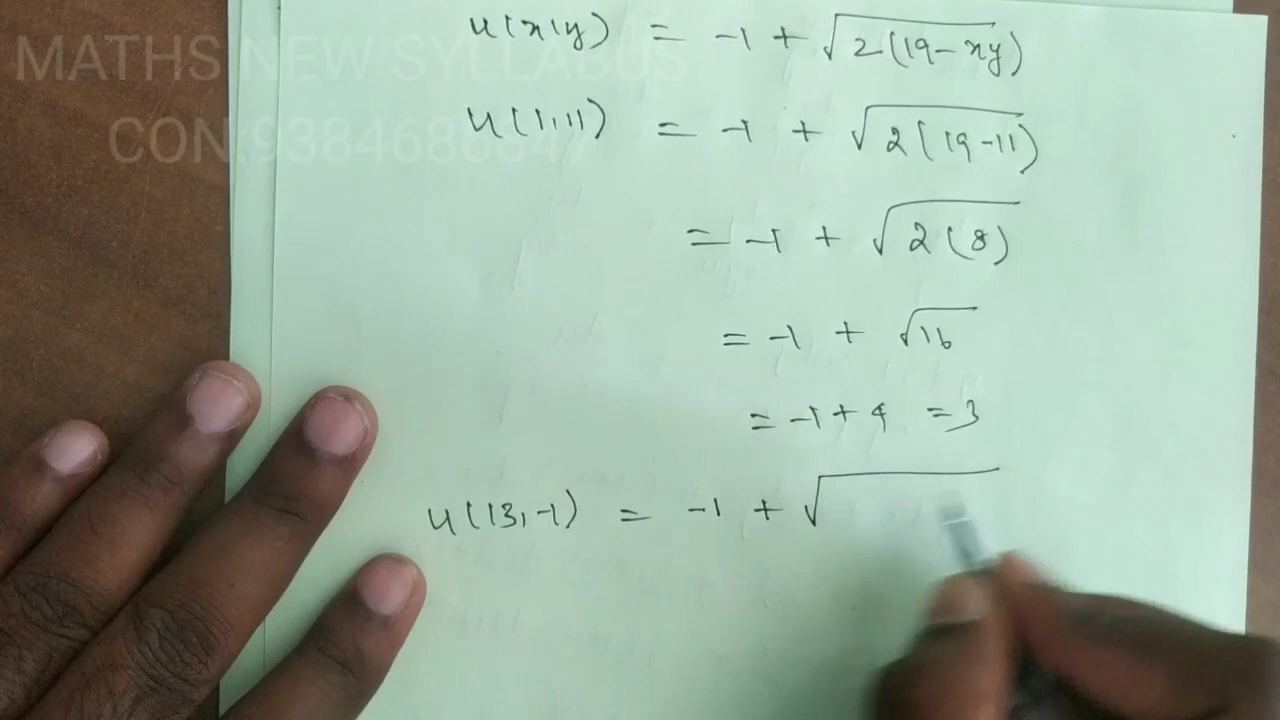 u(x,y) = -1 + √2(19-xy)
MATHS NEW SYLLABUS
u(1,11) = -1 + √2(19-11)
= -1 + √2(8)
= -1 + √16
= -1 + 4 = 3
u(13,-1) = -1 + √